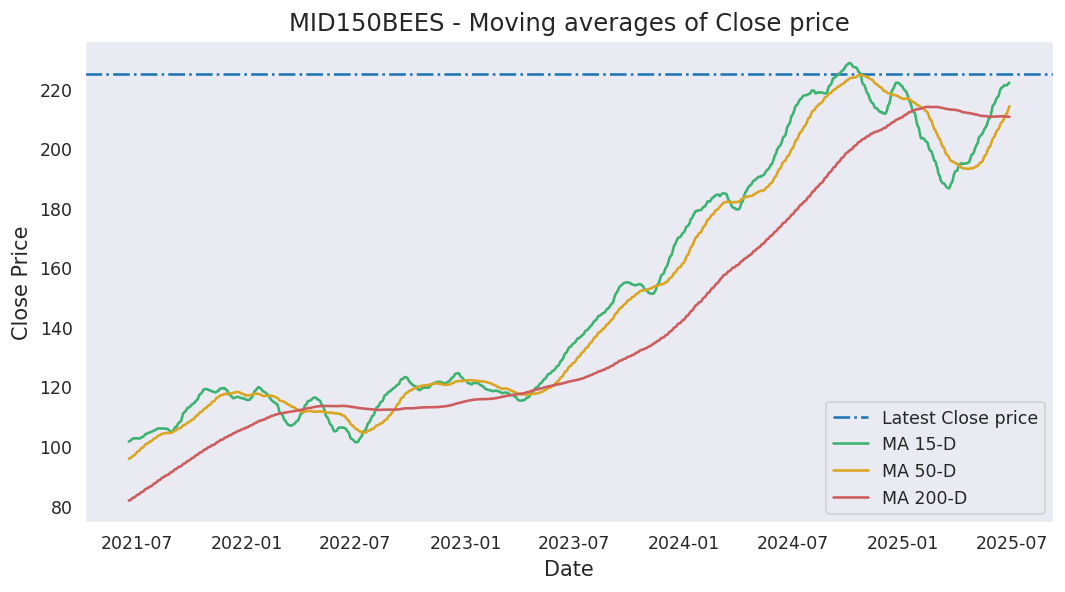 MID150BEES - Moving averages of Close price
Close Price
220
200
180
160
140
120
100
80
2021-07
2022-01
2022-07
2023-01
2023-07
2024-01
2024-07
2025-01
2025-07
Date
Latest Close price
MA 15-D
MA 50-D
MA 200-D